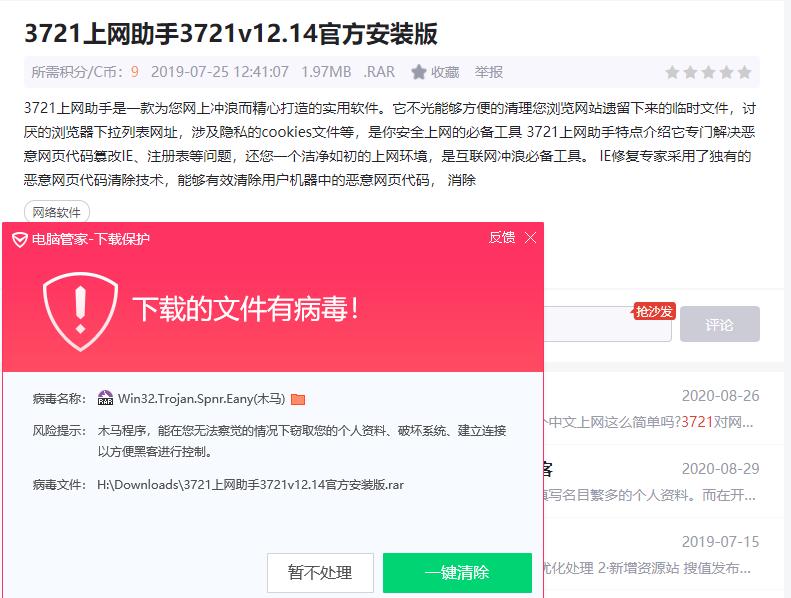 3721上网助手3721v12.14官方安装版
所需积分/C币：9 2019-07-25 12:41:07 1.97MB .RAR 收藏 举报
3721上网助手是一款为您网上冲浪而精心打造的实用软件。它不光能够方便的清理您浏览网站遗留下来的临时文件，讨
厌的浏览器下拉列表网址，涉及隐私的cookies文件等，是你安全上网的必备工具 3721上网助手特点介绍它专门解决恶
意网页代码篡改IE、注册表等问题，还您一个洁净如初的上网环境，是互联网冲浪必备工具。 IE修复专家采用了独有的
恶意网页代码清除技术，能够有效清除用户机器中的恶意网页代码， 消除
网络软件
电脑管家-下载保护 反馈
下载的文件有病毒！
抢沙发
评论
病毒名称： RAR Win32.Trojan.Spnr.Eany(木马)
风险提示： 木马程序，能在您无法察觉的情况下窃取您的个人资料、破坏系统、建立连接
以方便黑客进行控制。
病毒文件： H:\Downloads\3721上网助手3721v12.14官方安装版.rar
暂不处理 一键清除
2020-08-26
中文上网这么简单吗?3721对网...
客 2020-08-29
填写名目繁多的个人资料。而在开...
2019-07-15
优化处理 2·新增资源站 搜值发布...